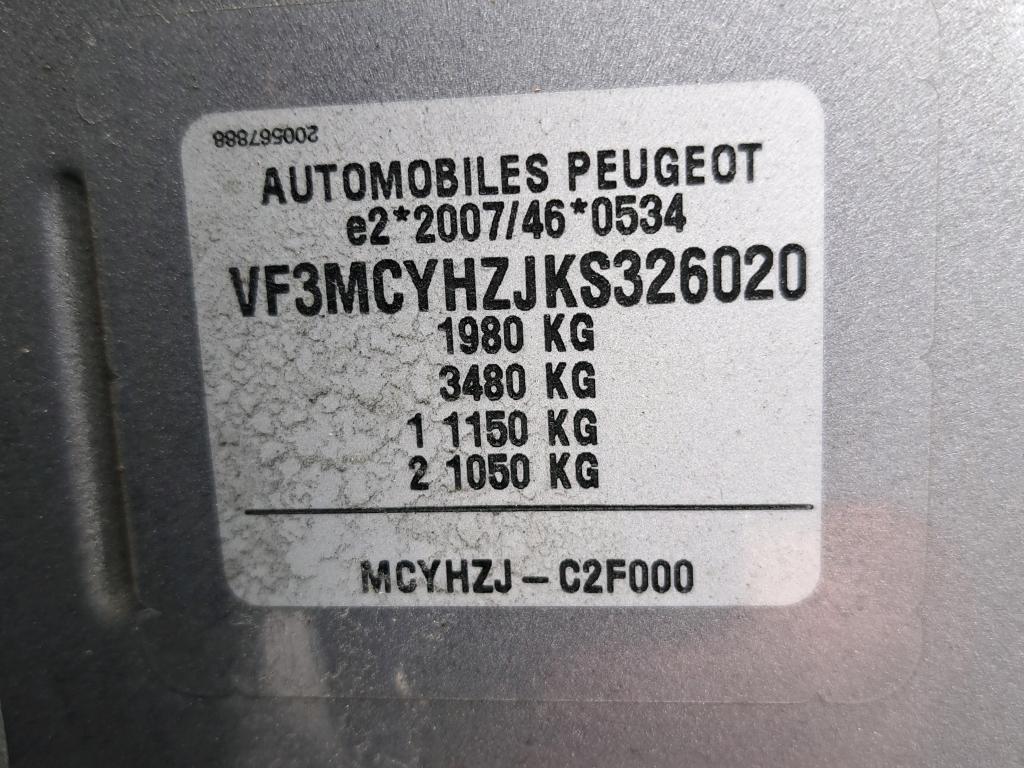 200567888
AUTOMOBILES PEUGEOT
e2*2007/46*0534
VF3MCYHZJKS326020
1980 KG
3480 KG
1 1150 KG
2 1050 KG
MCYHZJ - C2F000